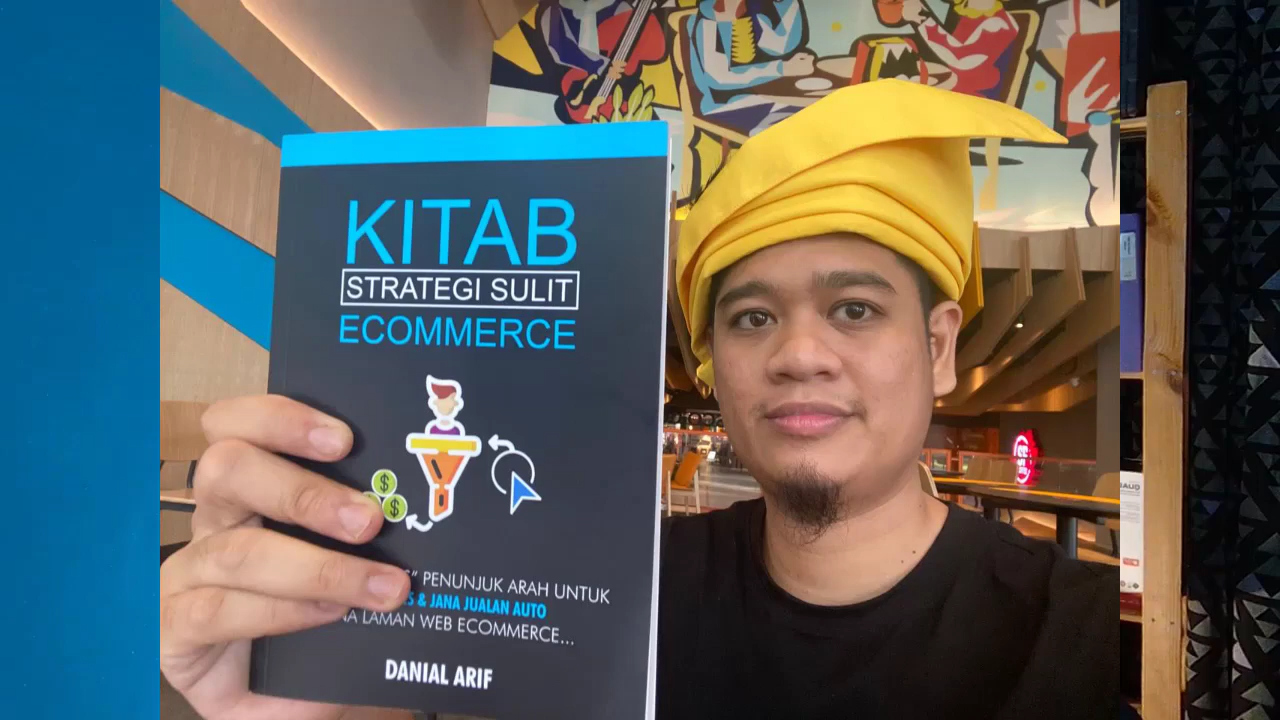 KITAB
STRATEGI SULIT
ECOMMERCE
$
$
$
PENUNJUK ARAH UNTUK
& JANA JUALAN AUTO
LAMAN WEB ECOMMERCE...
DANIAL ARIF